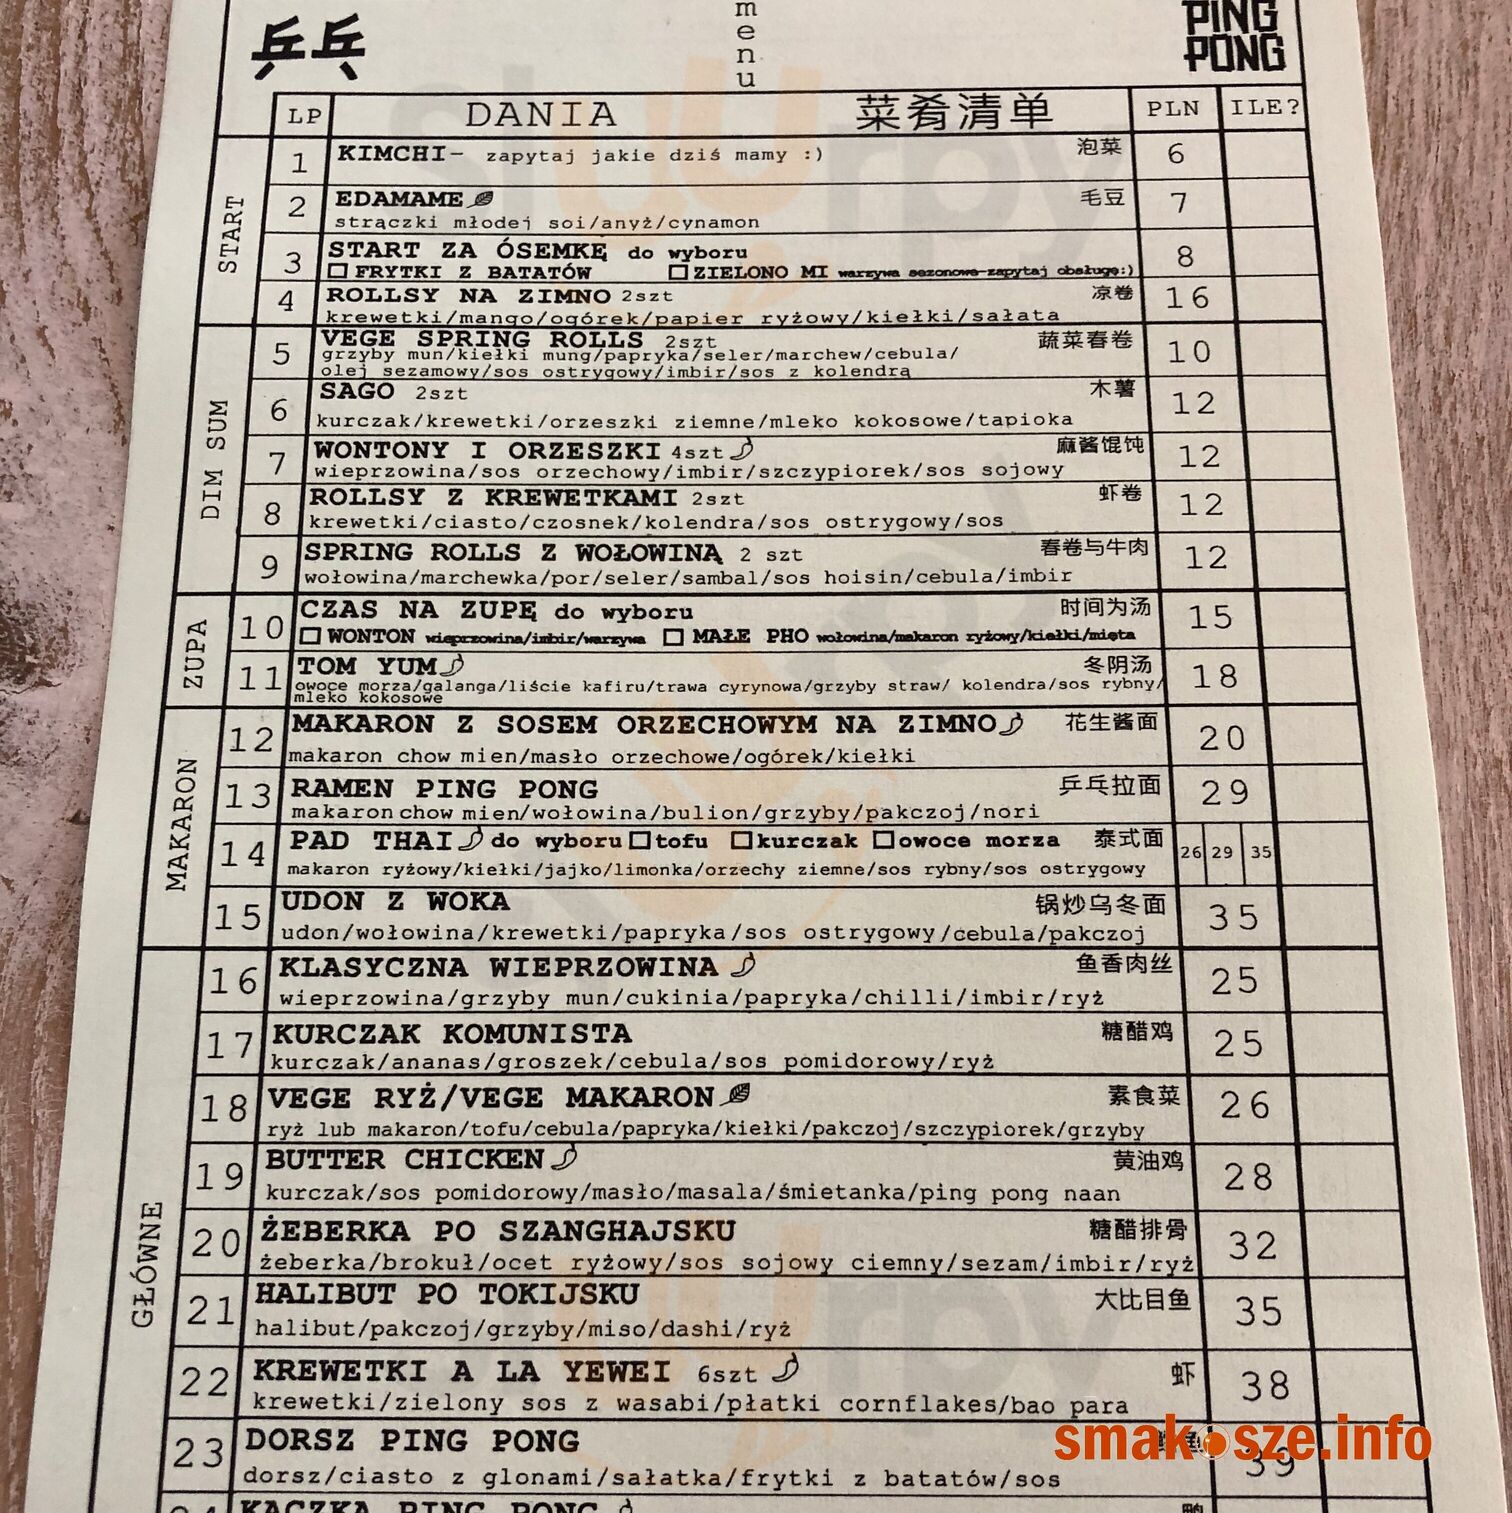 menu
乒乓
PING
PONG
LP DANIA 菜肴清单 PLN ILE?
START
1 KIMCHI- zapytaj jakie dziś mamy :) 泡菜 6
2 EDAMAME 毛豆 7
strączki młodej soi/anyż/cynamon
3 START ZA ÓSEMKĘ do wyboru 8
FRYTKI Z BATATÓW ZIELONO MI warzywa sezonowe-zapytaj obsługę:)
4 ROLLSY NA ZIMNO 2szt 凉卷 16
krewetki/mango/ogórek/papier ryżowy/kiełki/sałata
DIM SUM
5 VEGE SPRING ROLLS 2szt 蔬菜春卷 10
grzyby mun/kiełki mung/papryka/seler/marchew/cebula/
olej sezamowy/sos ostrygowy/imbir/sos z kolendrą
6 SAGO 2szt 木薯 12
kurczak/krewetki/orzeszki ziemne/mleko kokosowe/tapioka
7 WONTONY I ORZESZKI 4szt 麻酱馄饨 12
wieprzowina/sos orzechowy/imbir/szczypiorek/sos sojowy
8 ROLLSY Z KREWETKAMI 2szt 虾卷 12
krewetki/ciasto/czosnek/kolendra/sos ostrygowy/sos
9 SPRING ROLLS Z WOŁOWINĄ 2 szt 春卷与牛肉 12
wołowina/marchewka/por/seler/sambal/sos hoisin/cebula/imbir
ZUPA
10 CZAS NA ZUPĘ do wyboru 时间为汤 15
WONTON wieprzowina/imbir/warzywa MAŁE PHO wołowina/makaron ryżowy/kiełki/mięta
11 TOM YUM 冬阴汤 18
owoce morza/galanga/liście kafiru/trawa cyrynowa/grzyby straw/ kolendra/sos rybny/
mleko kokosowe
MAKARON
12 MAKARON Z SOSEM ORZECHOWYM NA ZIMNO 花生酱面 20
makaron chow mien/masło orzechowe/ogórek/kiełki
13 RAMEN PING PONG 乒乓拉面 29
makaron chow mien/wołowina/bulion/grzyby/pakczoj/nori
14 PAD THAI do wyboru tofu kurczak owoce morza 泰式面 26 29 35
makaron ryżowy/kiełki/jajko/limonka/orzechy ziemne/sos rybny/sos ostrygowy
15 UDON Z WOKA 锅炒乌冬面 35
udon/wołowina/krewetki/papryka/sos ostrygowy/cebula/pakczoj
GŁÓWNE
16 KLASYCZNA WIEPRZOWINA 鱼香肉丝 25
wieprzowina/grzyby mun/cukinia/papryka/chilli/imbir/ryż
17 KURCZAK KOMUNISTA 糖醋鸡 25
kurczak/ananas/groszek/cebula/sos pomidorowy/ryż
18 VEGE RYŻ/VEGE MAKARON 素食菜 26
ryż lub makaron/tofu/cebula/papryka/kiełki/pakczoj/szczypiorek/grzyby
19 BUTTER CHICKEN 黄油鸡 28
kurczak/sos pomidorowy/masło/masala/śmietanka/ping pong naan
20 ŻEBERKA PO SZANGHAJSKU 糖醋排骨 32
żeberka/brokuł/ocet ryżowy/sos sojowy ciemny/sezam/imbir/ryż
21 HALIBUT PO TOKIJSKU 大比目鱼 35
halibut/pakczoj/grzyby/miso/dashi/ryż
22 KREWETKI A LA YEWEI 6szt 虾 38
krewetki/zielony sos z wasabi/płatki cornflakes/bao para
23 DORSZ PING PONG 39
dorsz/ciasto z glonami/sałatka/frytki z batatów/sos
24 KACZKA PING PONG 鸭
smakosze.info